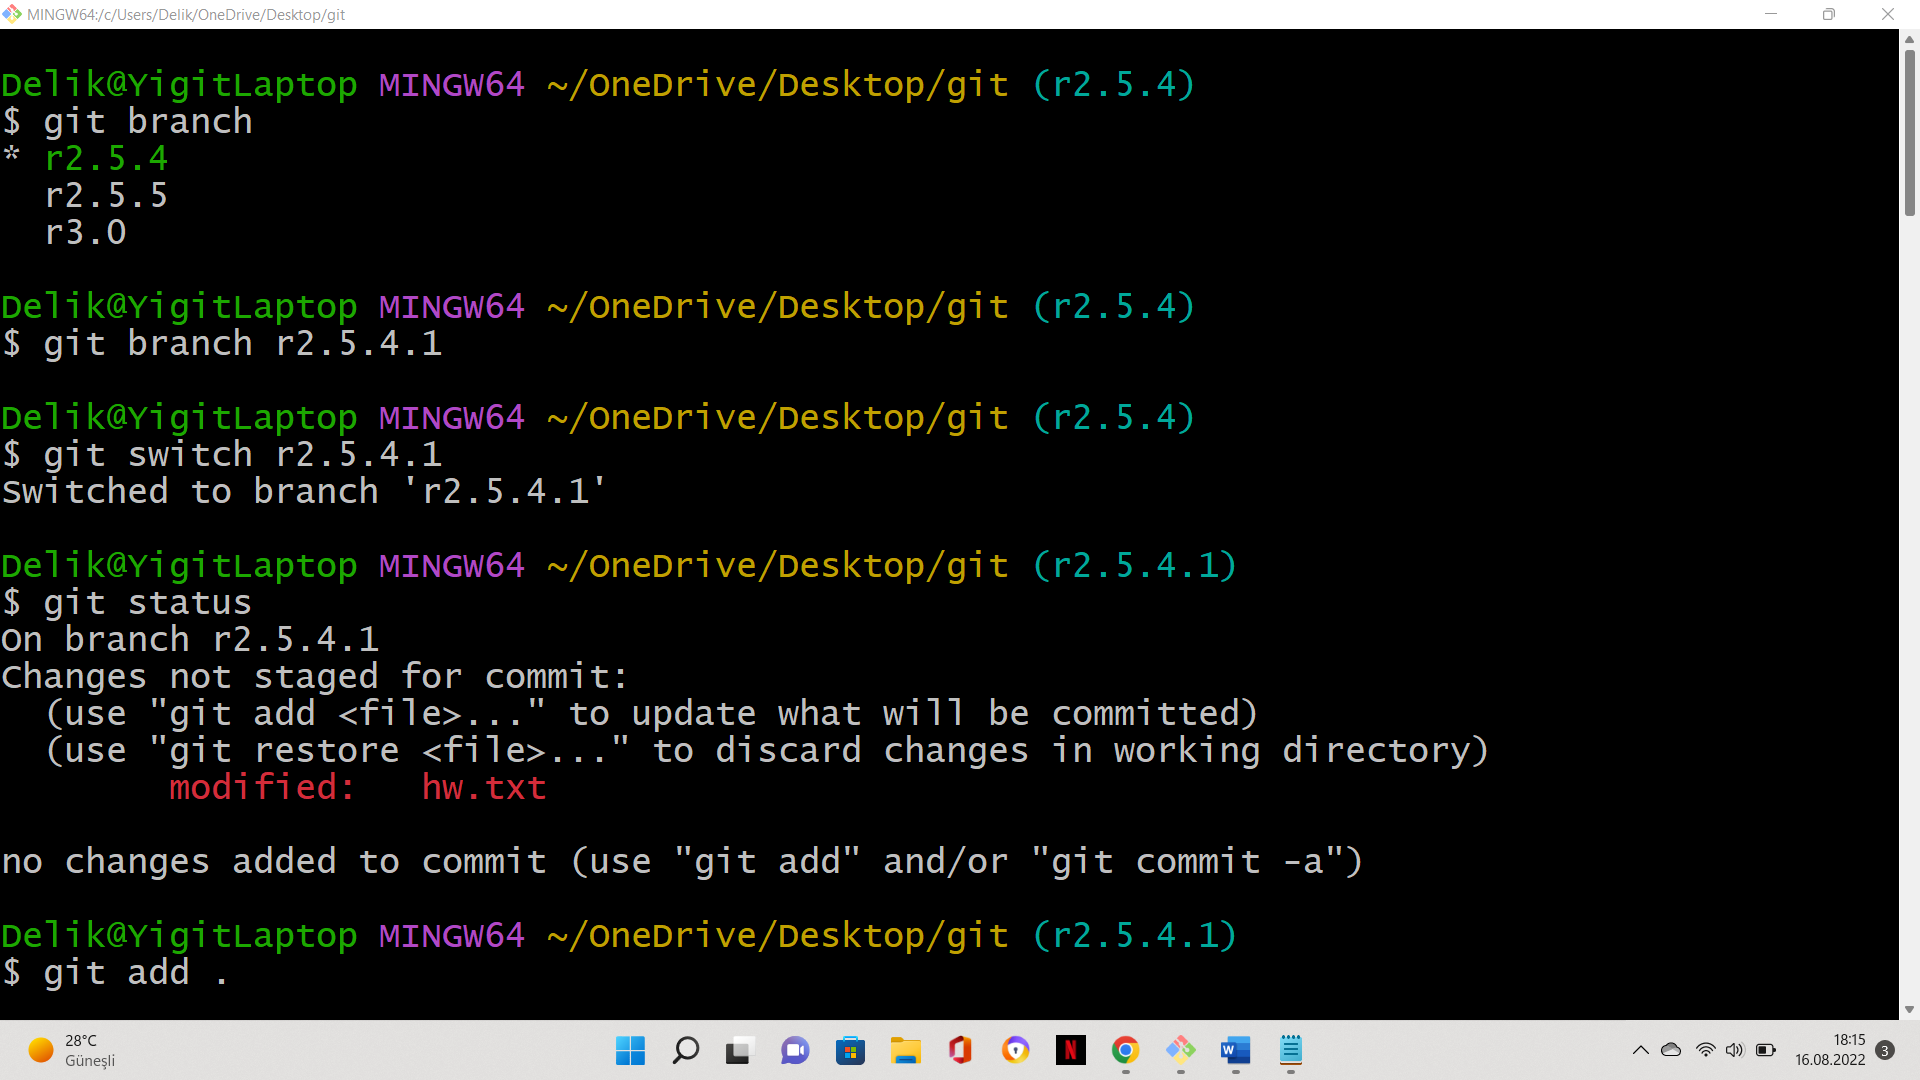 MINGW64:/c/Users/Delik/OneDrive/Desktop/git
Delik@YigitLaptop MINGW64 ~/OneDrive/Desktop/git (r2.5.4)
$ git branch
* r2.5.4
  r2.5.5
  r3.0
Delik@YigitLaptop MINGW64 ~/OneDrive/Desktop/git (r2.5.4)
$ git branch r2.5.4.1
Delik@YigitLaptop MINGW64 ~/OneDrive/Desktop/git (r2.5.4)
$ git switch r2.5.4.1
Switched to branch 'r2.5.4.1'
Delik@YigitLaptop MINGW64 ~/OneDrive/Desktop/git (r2.5.4.1)
$ git status
On branch r2.5.4.1
Changes not staged for commit:
  (use "git add <file>..." to update what will be committed)
  (use "git restore <file>..." to discard changes in working directory)
        modified:   hw.txt
no changes added to commit (use "git add" and/or "git commit -a")
Delik@YigitLaptop MINGW64 ~/OneDrive/Desktop/git (r2.5.4.1)
$ git add .
28°C
Güneşli
N
W
18:15
16.08.2022
3